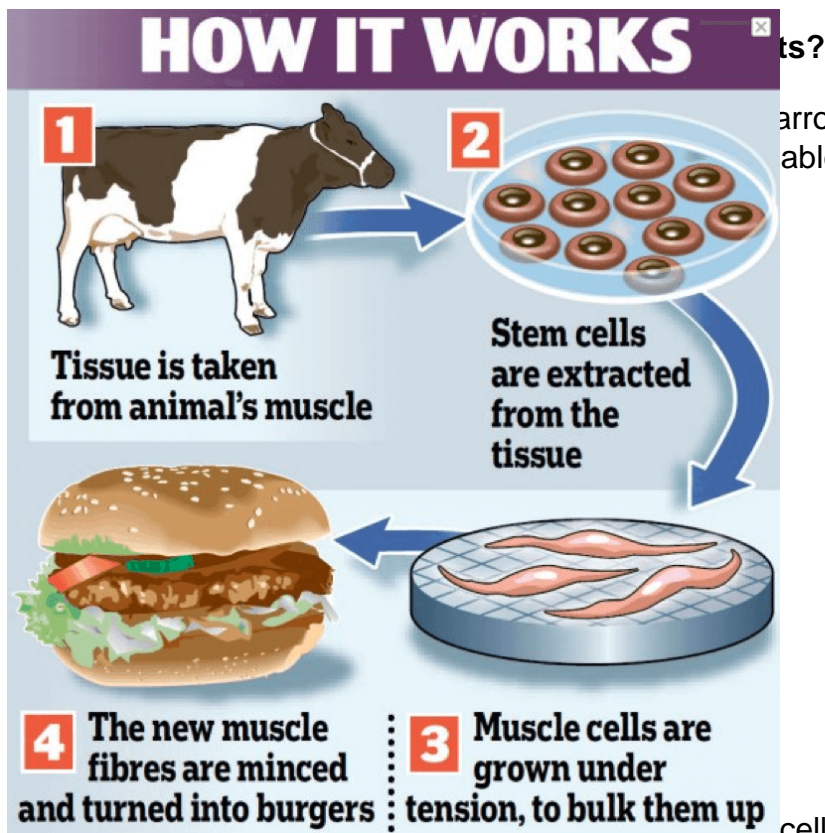 HOW IT WORKS
ts?
1
2
able
Tissue is taken
from animal's muscle
Stem cells
are extracted
from the
tissue
4
The new muscle
fibres are minced
and turned into burgers
3
Muscle cells are
grown under
tension, to bulk them up
cell